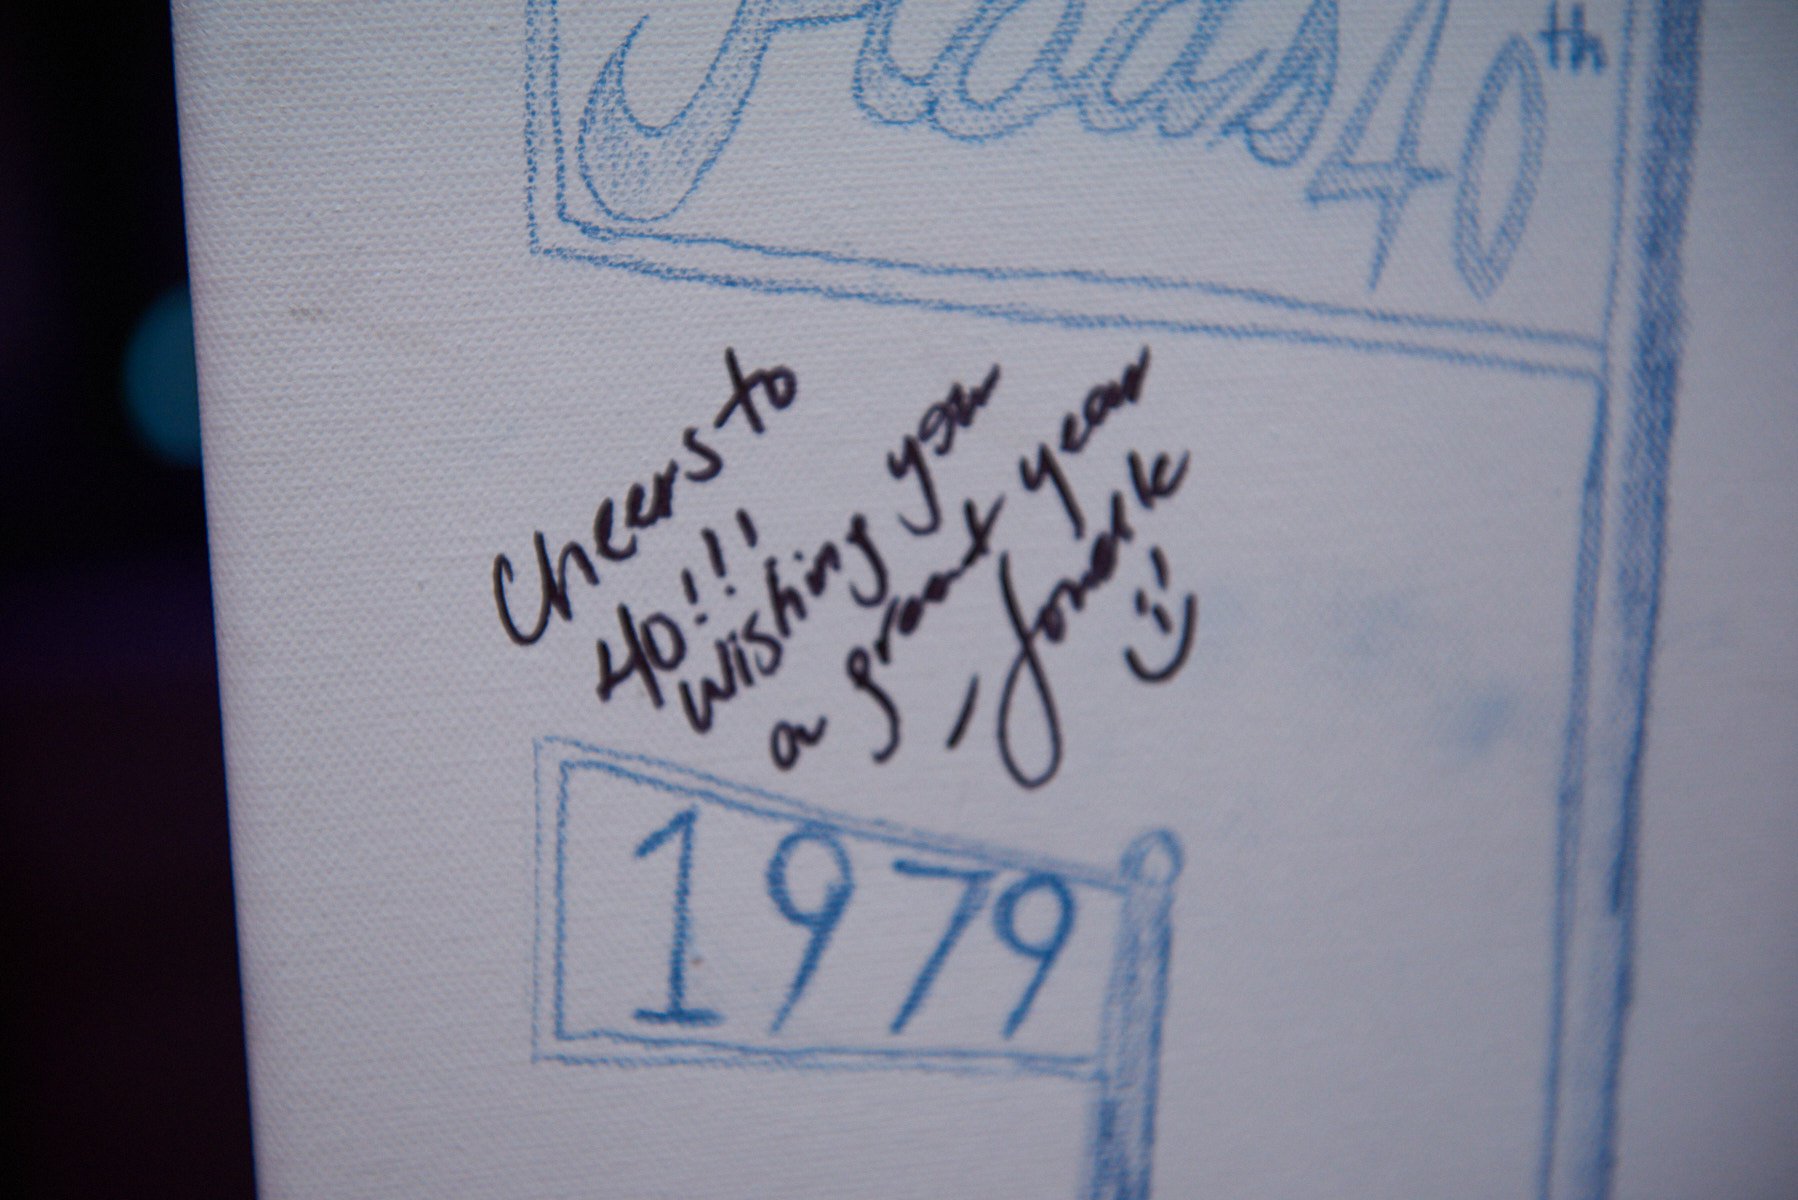 40th
Cheers to
40!!!
Wishing you
a great year
1979